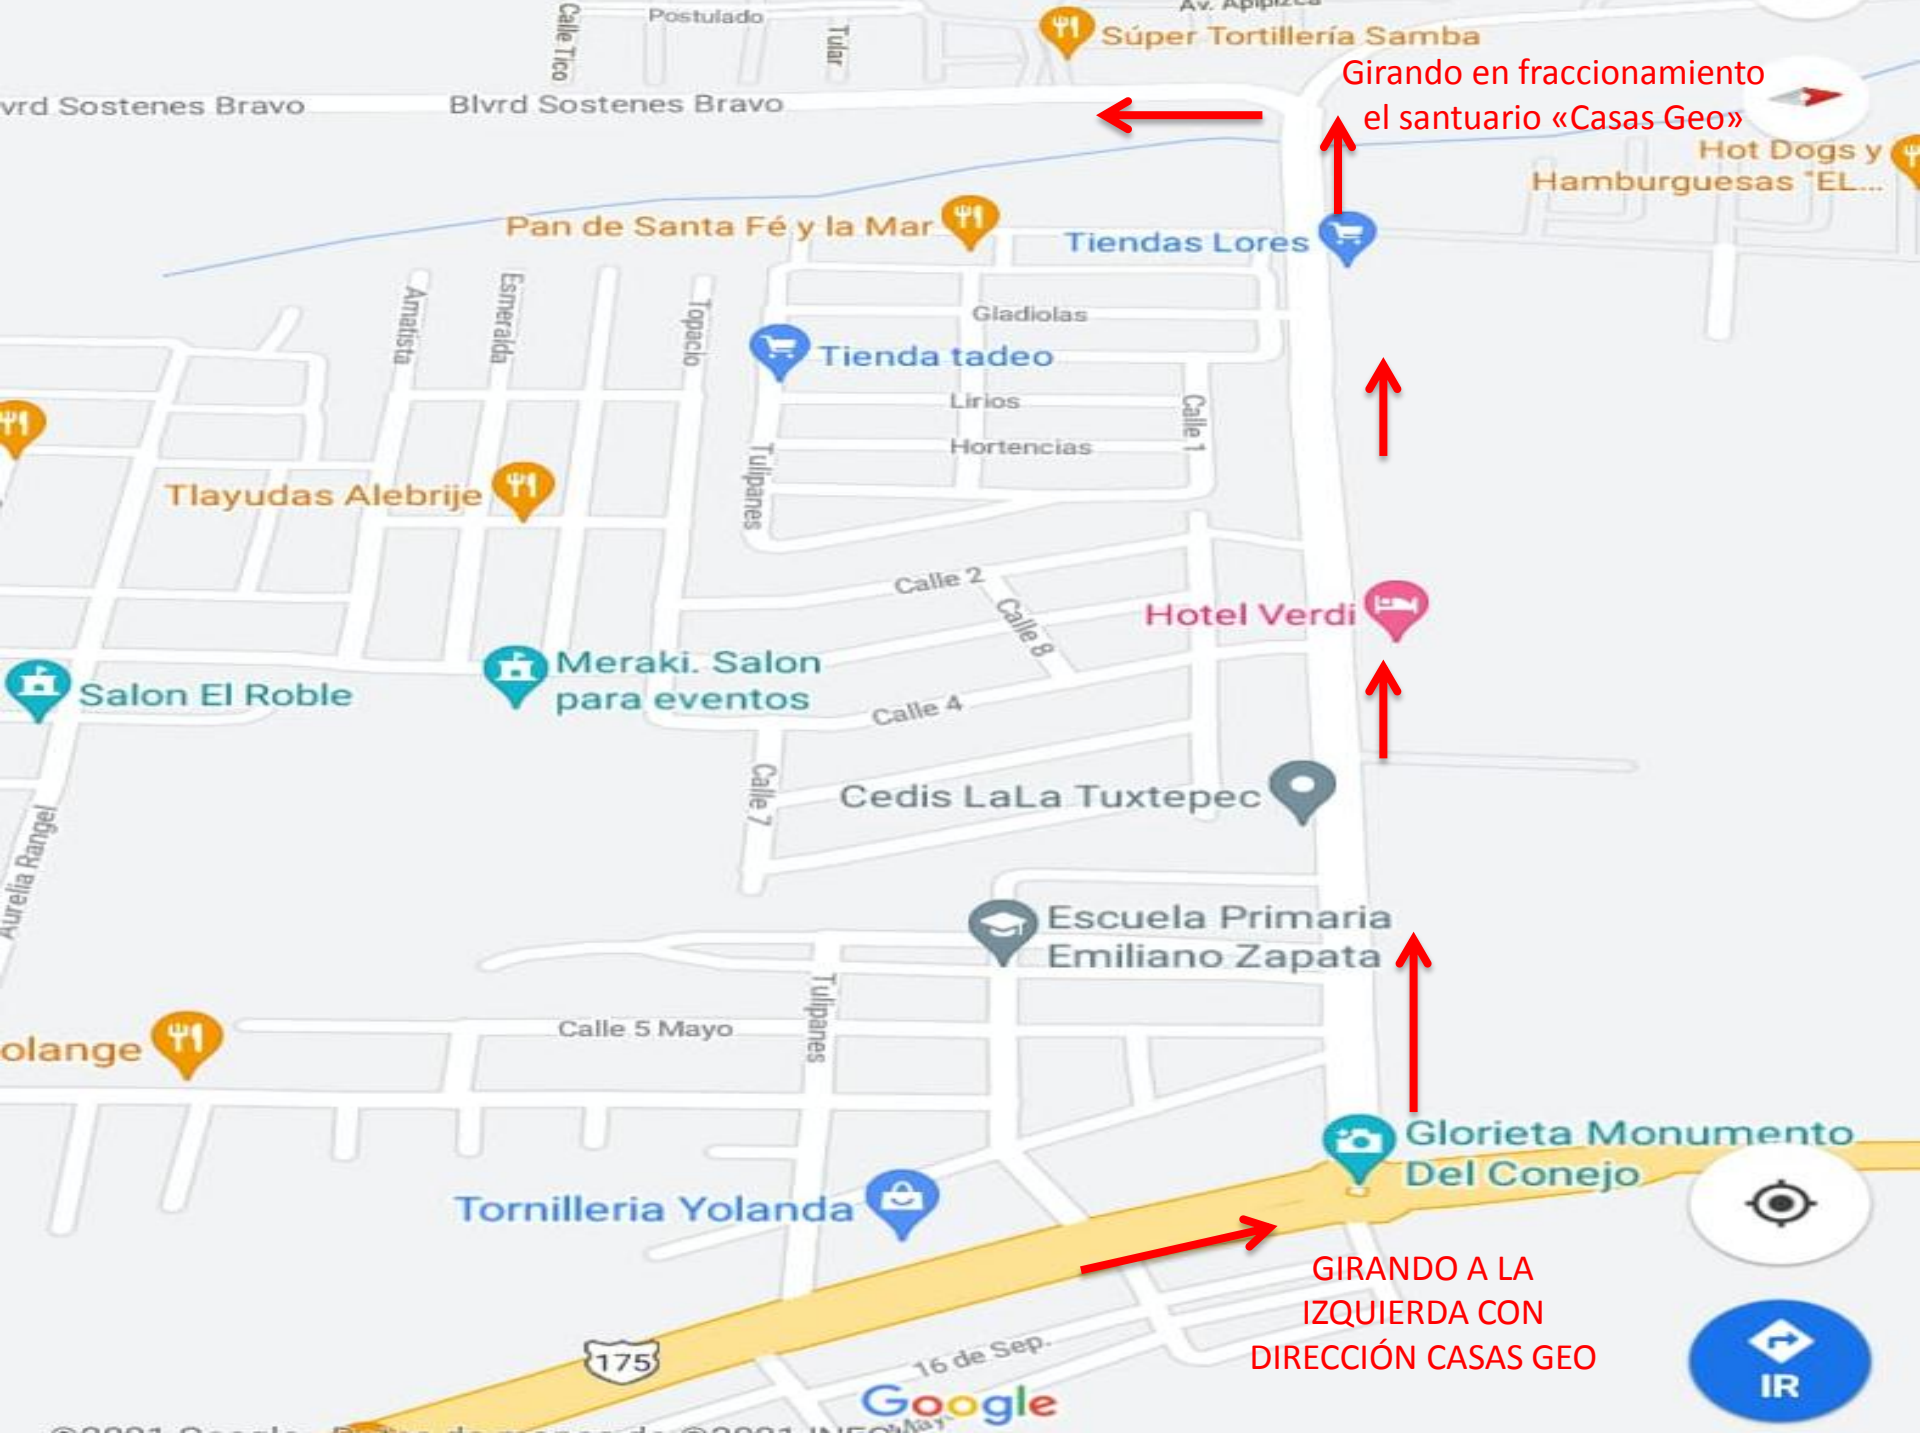 Av. Apipizca
Postulado
Calle Tico
Tular
Súper Tortillería Samba
Girando en fraccionamiento
el santuario «Casas Geo»
vrd Sostenes Bravo
Blvrd Sostenes Bravo
Hot Dogs y
Hamburguesas "EL...
Pan de Santa Fé y la Mar
Tiendas Lores
Amatista
Esmeralda
Topacio
Gladiolas
Tienda tadeo
Lirios
Calle 1
Hortencias
Tulipanes
Tlayudas Alebrije
Calle 2
Calle 8
Hotel Verdi
Meraki. Salon
para eventos
Salon El Roble
Calle 4
Calle 7
Cedis LaLa Tuxtepec
Aurelia Rangel
Escuela Primaria
Emiliano Zapata
Tulipanes
Calle 5 Mayo
olange
Glorieta Monumento
Del Conejo
Tornilleria Yolanda
GIRANDO A LA
IZQUIERDA CON
DIRECCIÓN CASAS GEO
175
16 de Sep.
IR
Google
May